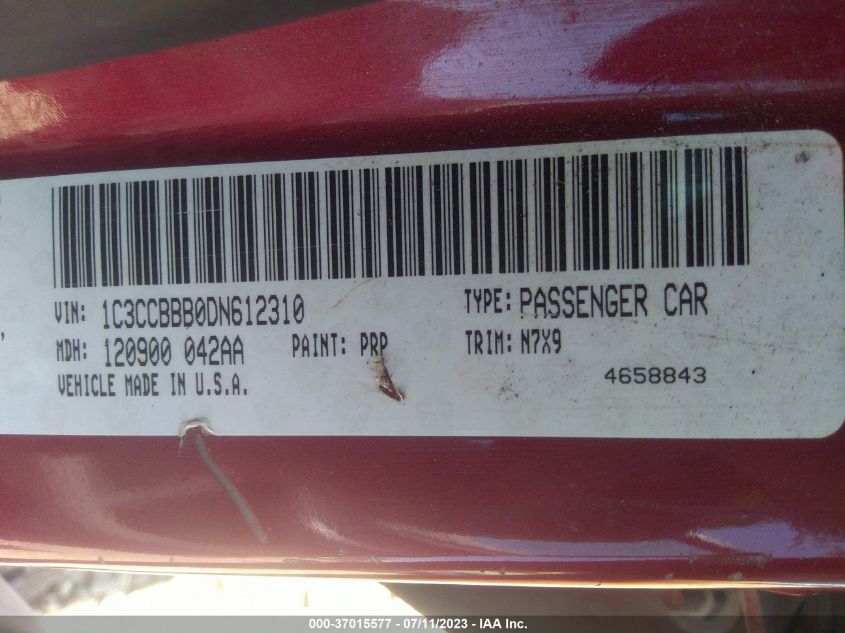 VIN: 1C3CCBBB0DN612310 TYPE: PASSENGER CAR
MDH: 120900 042AA PAINT: PRP TRIM: N7X9
VEHICLE MADE IN U.S.A. 4658843
000-37015577 - 07/11/2023 - IAA Inc.